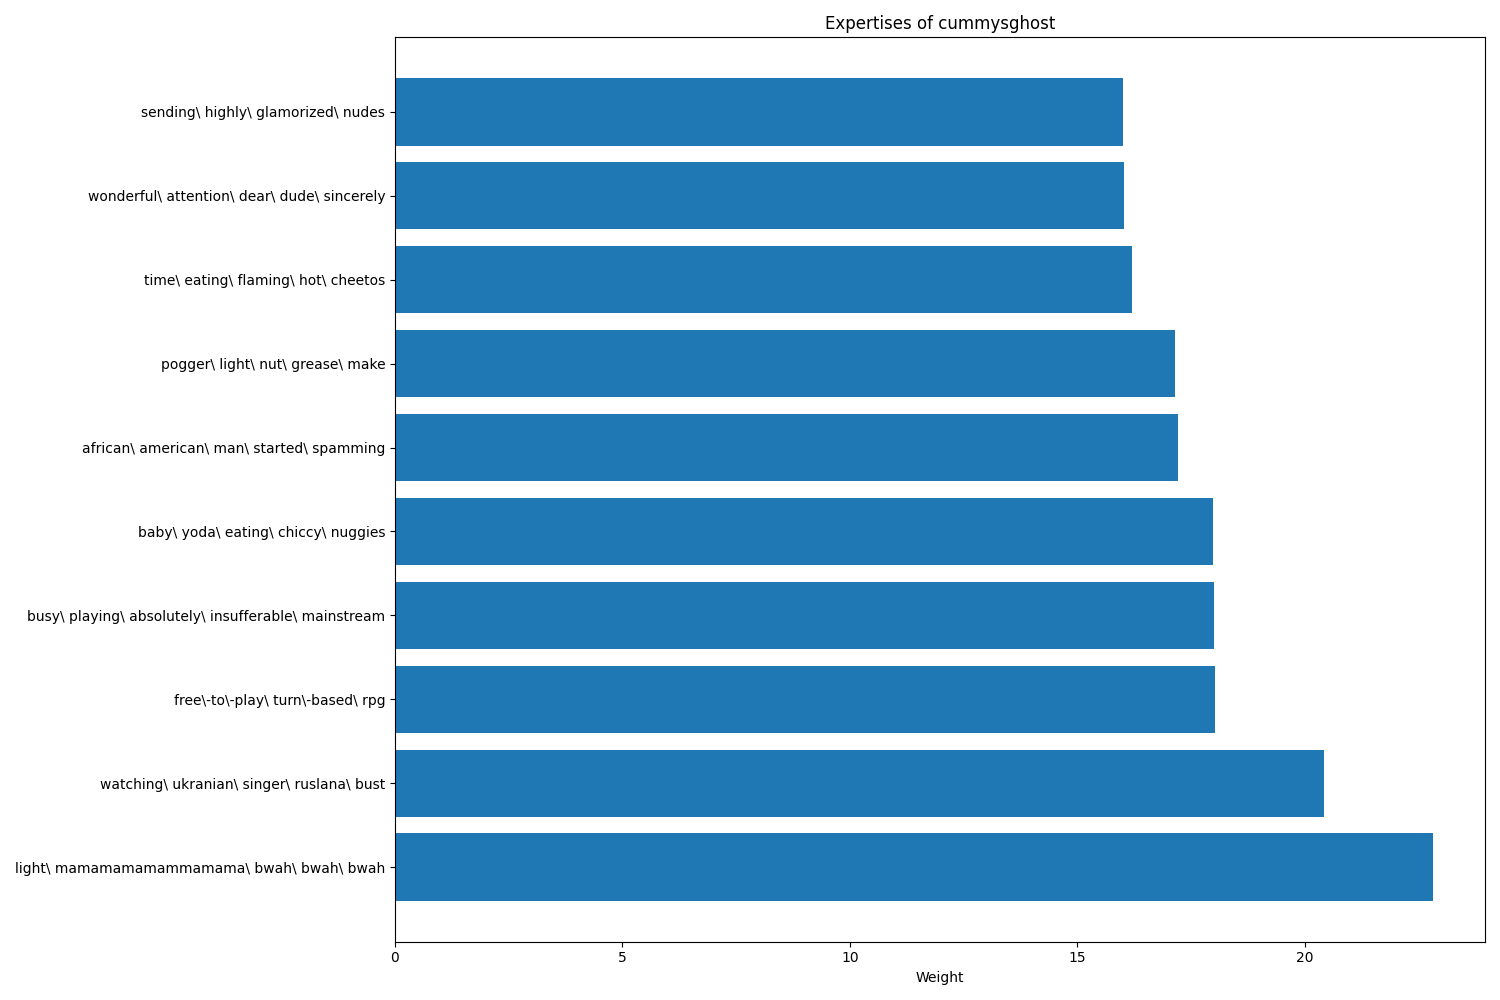 Expertises of cummysghost
sending\ highly\ glamorized\ nudes
wonderful\ attention\ dear\ dude\ sincerely
time\ eating\ flaming\ hot\ cheetos
pogger\ light\ nut\ grease\ make
african\ american\ man\ started\ spamming
baby\ yoda\ eating\ chiccy\ nuggies
busy\ playing\ absolutely\ insufferable\ mainstream
free\-to\-play\ turn\-based\ rpg
watching\ ukranian\ singer\ ruslana\ bust
light\ mamamamamammamama\ bwah\ bwah\ bwah
0 5 10 15 20
Weight